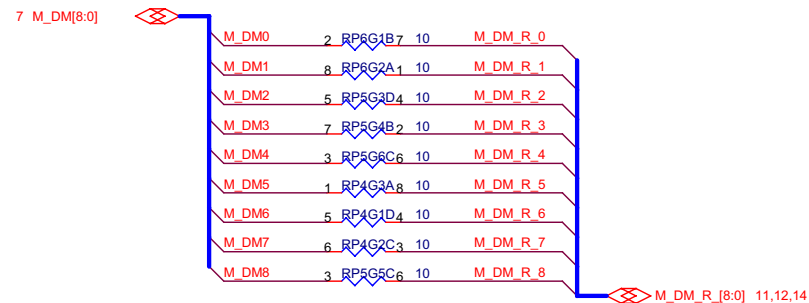 7 M_DM[8:0]
M_DM0 2 RP6G1B 7 10 M_DM_R_0
M_DM1 8 RP6G2A 1 10 M_DM_R_1
M_DM2 5 RP5G3D 4 10 M_DM_R_2
M_DM3 7 RP5G4B 2 10 M_DM_R_3
M_DM4 3 RP5G6C 6 10 M_DM_R_4
M_DM5 1 RP4G3A 8 10 M_DM_R_5
M_DM6 5 RP4G1D 4 10 M_DM_R_6
M_DM7 6 RP4G2C 3 10 M_DM_R_7
M_DM8 3 RP5G5C 6 10 M_DM_R_8
M_DM_R_[8:0] 11,12,14